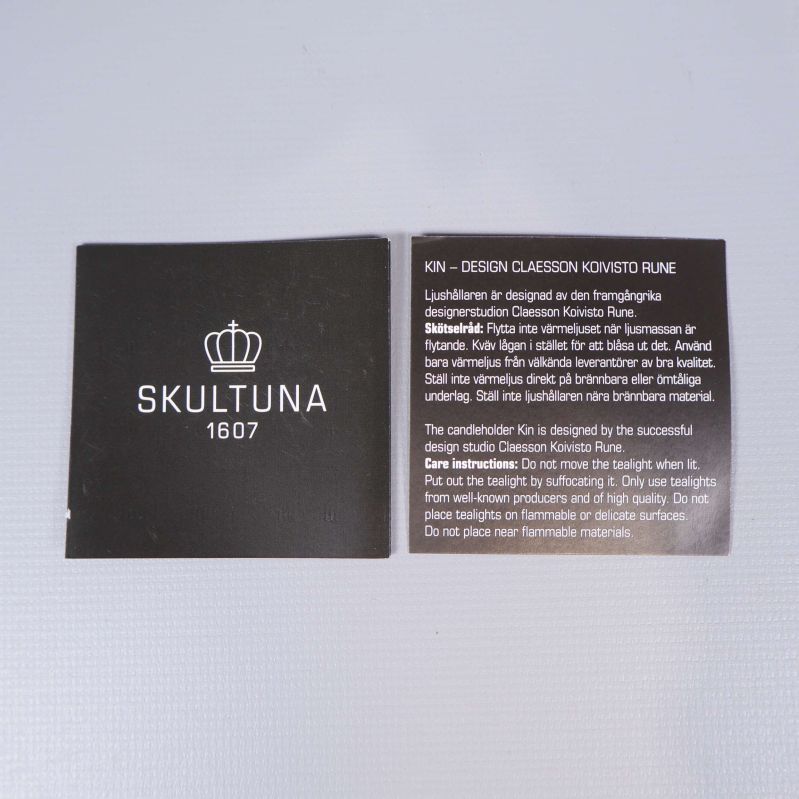 SKULTUNA
1607
KIN – DESIGN CLAESSON KOIVISTO RUNE
Ljushållaren är designad av den framgångrika
designerstudion Claesson Koivisto Rune.
Skötselråd: Flytta inte värmeljuset när ljusmassan är
flytande. Kväv lågan i stället för att blåsa ut det. Använd
bara värmeljus från välkända leverantörer av bra kvalitet.
Ställ inte värmeljus direkt på brännbara eller ömtåliga
underlag. Ställ inte ljushållaren nära brännbara material.
The candleholder Kin is designed by the successful
design studio Claesson Koivisto Rune.
Care instructions: Do not move the tealight when lit.
Put out the tealight by suffocating it. Only use tealights
from well-known producers and of high quality. Do not
place tealights on flammable or delicate surfaces.
Do not place near flammable materials.